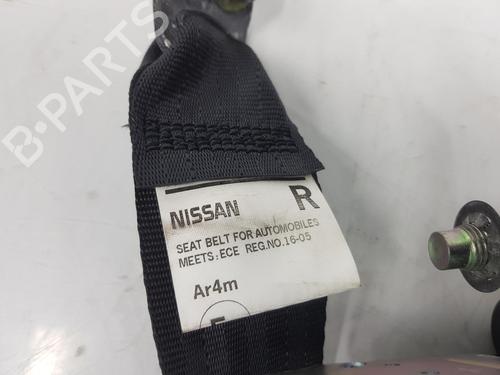 B-PARTS
NISSAN R
SEAT BELT FOR AUTOMOBILES
MEETS:ECE REG.NO.16-05
Ar4m
E